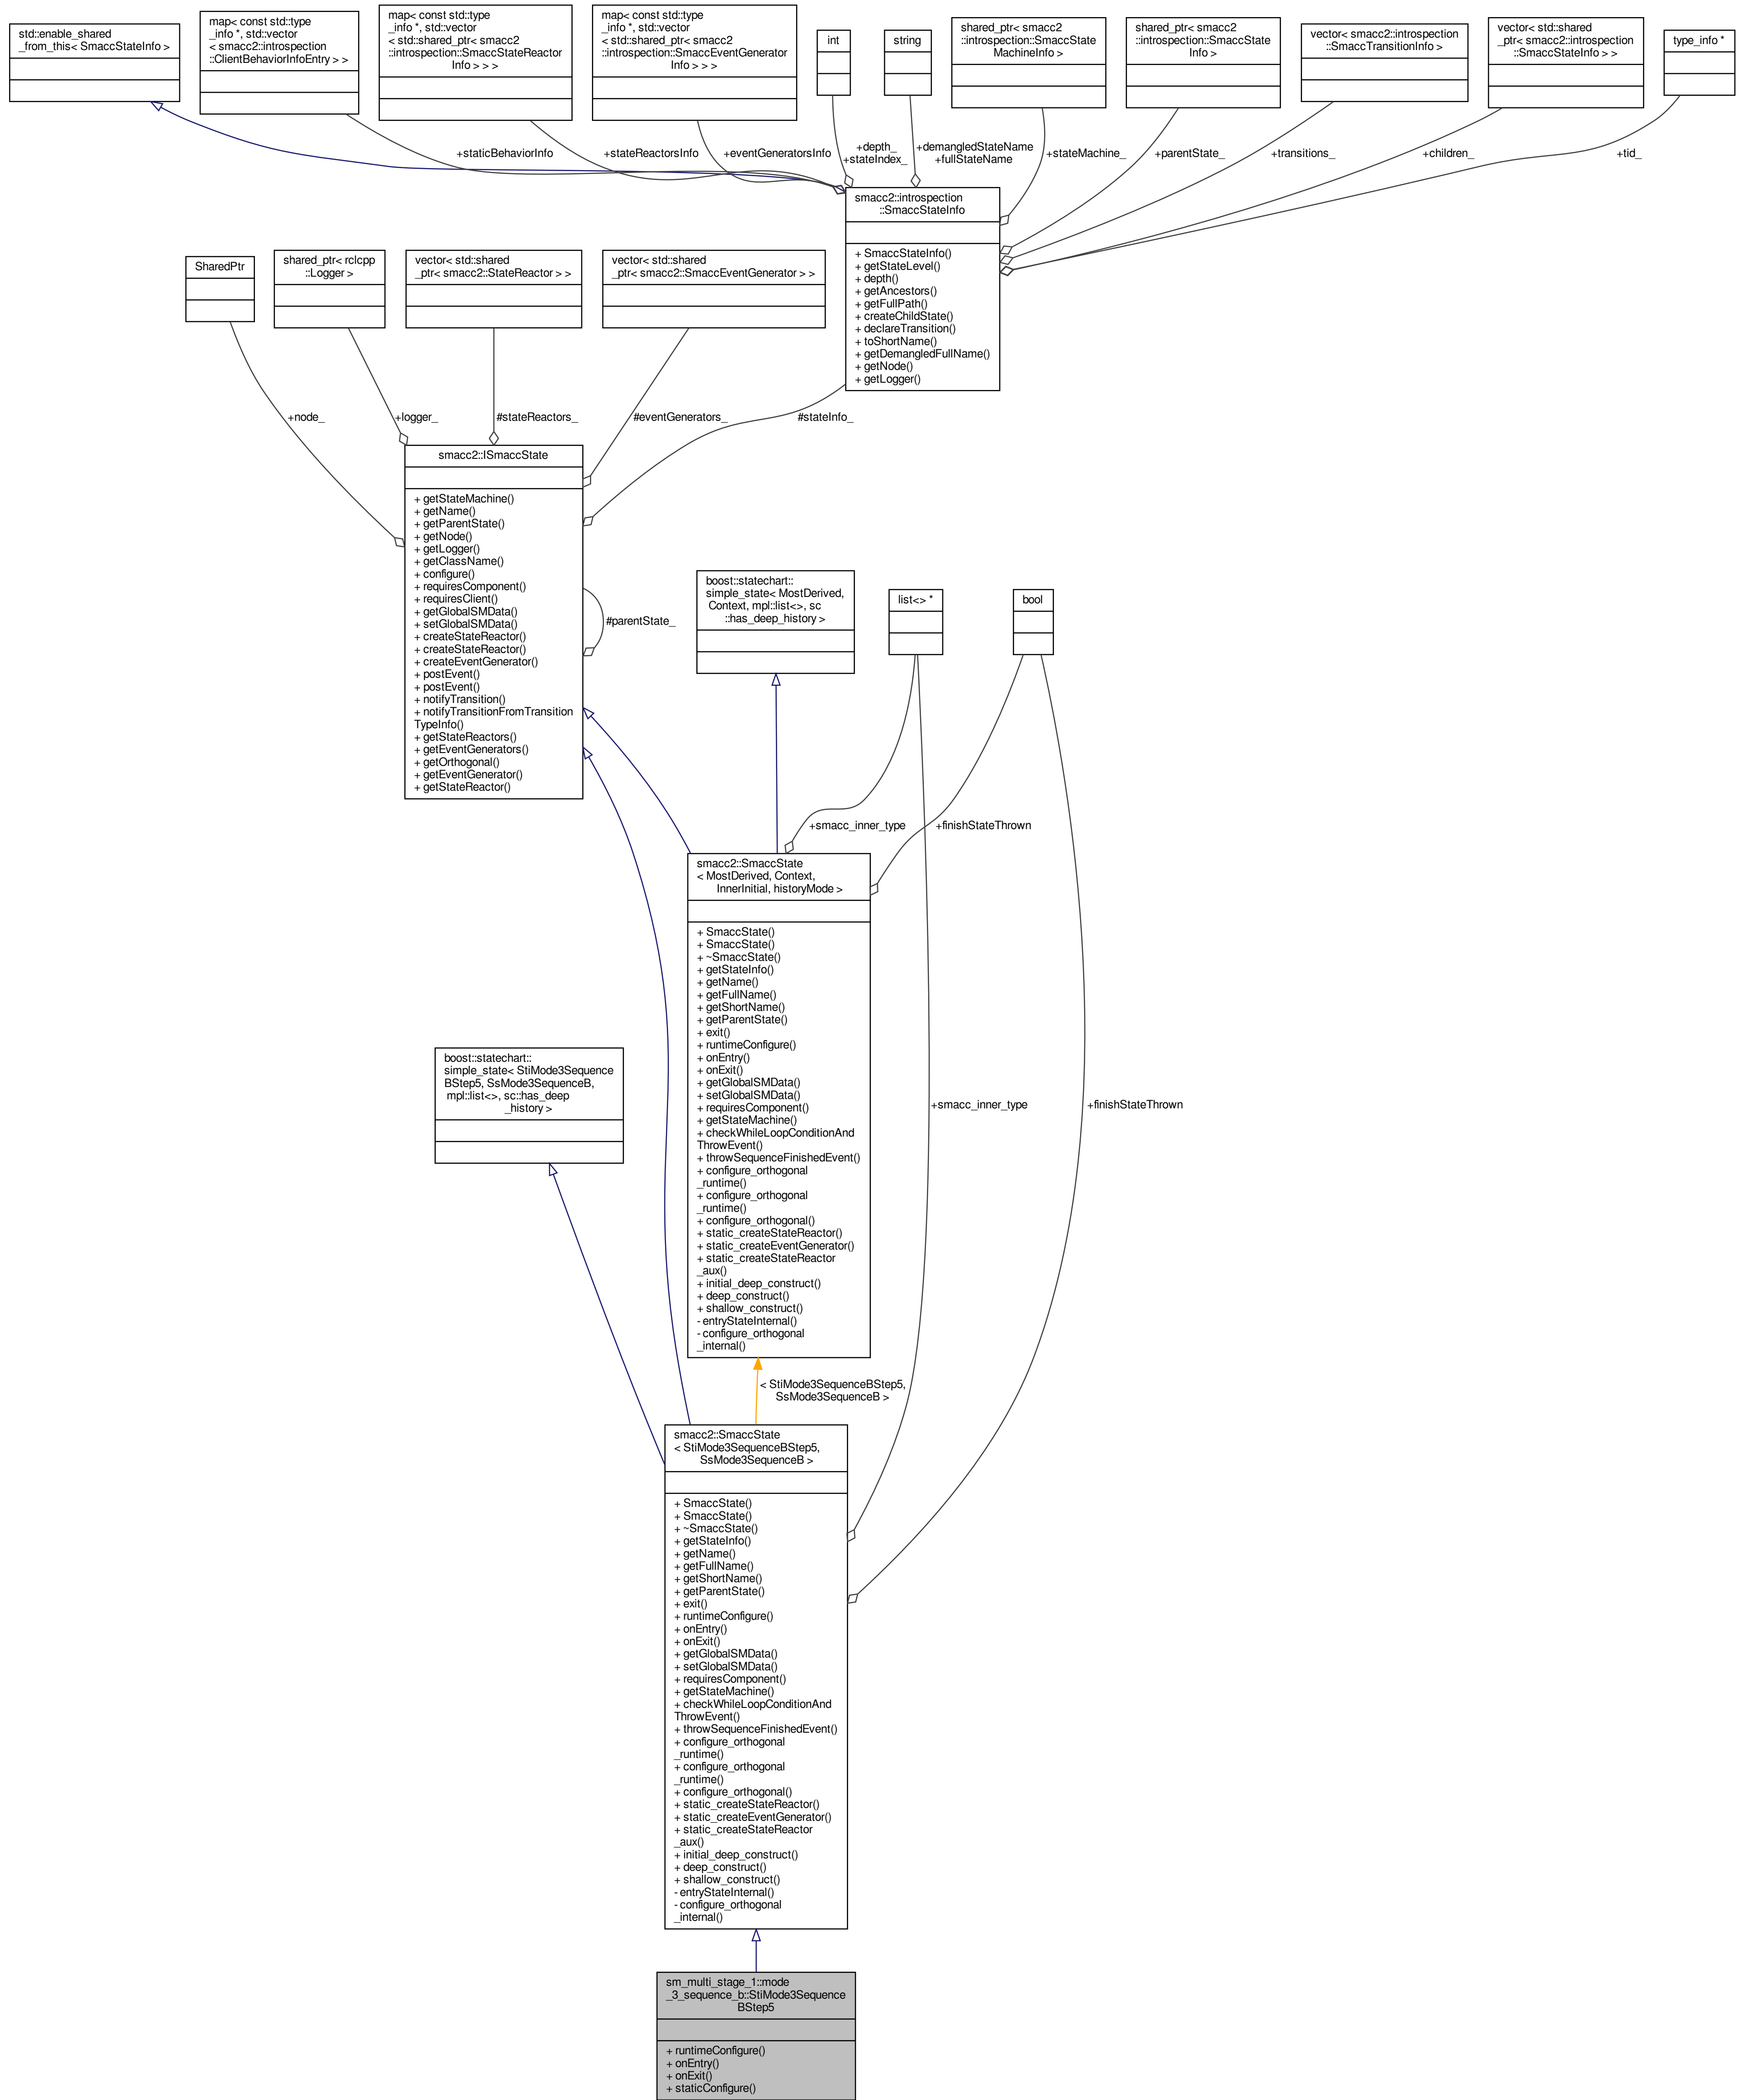 std::enable_shared
_from_this< SmaccStateInfo >
map< const std::type
_info *, std::vector
< smacc2::introspection
::ClientBehaviorInfoEntry > >
map< const std::type
_info *, std::vector
< std::shared_ptr< smacc2
::introspection::SmaccStateReactor
Info > > >
map< const std::type
_info *, std::vector
< std::shared_ptr< smacc2
::introspection::SmaccEventGenerator
Info > > >
int
string
shared_ptr< smacc2
::introspection::SmaccState
MachineInfo >
shared_ptr< smacc2
::introspection::SmaccState
Info >
vector< smacc2::introspection
::SmaccTransitionInfo >
vector< std::shared
_ptr< smacc2::introspection
::SmaccStateInfo > >
type_info *
+staticBehaviorInfo
+stateReactorsInfo
+eventGeneratorsInfo
+depth_
+stateIndex_
+demangledStateName
+fullStateName
+stateMachine_
+parentState_
+transitions_
+children_
+tid_
smacc2::introspection
::SmaccStateInfo
+ SmaccStateInfo()
+ getStateLevel()
+ depth()
+ getAncestors()
+ getFullPath()
+ createChildState()
+ declareTransition()
+ toShortName()
+ getDemangledFullName()
+ getNode()
+ getLogger()
SharedPtr
shared_ptr< rclcpp
::Logger >
vector< std::shared
_ptr< smacc2::StateReactor > >
vector< std::shared
_ptr< smacc2::SmaccEventGenerator > >
+node_
+logger_
#stateReactors_
#eventGenerators_
#stateInfo_
smacc2::ISmaccState
+ getStateMachine()
+ getName()
+ getParentState()
+ getNode()
+ getLogger()
+ getClassName()
+ configure()
+ requiresComponent()
+ requiresClient()
+ getGlobalSMData()
+ setGlobalSMData()
+ createStateReactor()
+ createStateReactor()
+ createEventGenerator()
+ postEvent()
+ postEvent()
+ notifyTransition()
+ notifyTransitionFromTransition
TypeInfo()
+ getStateReactors()
+ getEventGenerators()
+ getOrthogonal()
+ getEventGenerator()
+ getStateReactor()
#parentState_
boost::statechart::
simple_state< MostDerived,
Context, mpl::list<>, sc
::has_deep_history >
list<> *
bool
+smacc_inner_type
+finishStateThrown
smacc2::SmaccState
< MostDerived, Context,
InnerInitial, historyMode >
+ SmaccState()
+ SmaccState()
+ ~SmaccState()
+ getStateInfo()
+ getName()
+ getFullName()
+ getShortName()
+ getParentState()
+ exit()
+ runtimeConfigure()
+ onEntry()
+ onExit()
+ getGlobalSMData()
+ setGlobalSMData()
+ requiresComponent()
+ getStateMachine()
+ checkWhileLoopConditionAnd
ThrowEvent()
+ throwSequenceFinishedEvent()
+ configure_orthogonal
_runtime()
+ configure_orthogonal
_runtime()
+ configure_orthogonal()
+ static_createStateReactor()
+ static_createEventGenerator()
+ static_createStateReactor
_aux()
+ initial_deep_construct()
+ deep_construct()
+ shallow_construct()
- entryStateInternal()
- configure_orthogonal
_internal()
boost::statechart::
simple_state< StiMode3Sequence
BStep5, SsMode3SequenceB,
mpl::list<>, sc::has_deep
_history >
+smacc_inner_type
+finishStateThrown
< StiMode3SequenceBStep5,
SsMode3SequenceB >
smacc2::SmaccState
< StiMode3SequenceBStep5,
SsMode3SequenceB >
+ SmaccState()
+ SmaccState()
+ ~SmaccState()
+ getStateInfo()
+ getName()
+ getFullName()
+ getShortName()
+ getParentState()
+ exit()
+ runtimeConfigure()
+ onEntry()
+ onExit()
+ getGlobalSMData()
+ setGlobalSMData()
+ requiresComponent()
+ getStateMachine()
+ checkWhileLoopConditionAnd
ThrowEvent()
+ throwSequenceFinishedEvent()
+ configure_orthogonal
_runtime()
+ configure_orthogonal
_runtime()
+ configure_orthogonal()
+ static_createStateReactor()
+ static_createEventGenerator()
+ static_createStateReactor
_aux()
+ initial_deep_construct()
+ deep_construct()
+ shallow_construct()
- entryStateInternal()
- configure_orthogonal
_internal()
sm_multi_stage_1::mode
_3_sequence_b::StiMode3Sequence
BStep5
+ runtimeConfigure()
+ onEntry()
+ onExit()
+ staticConfigure()